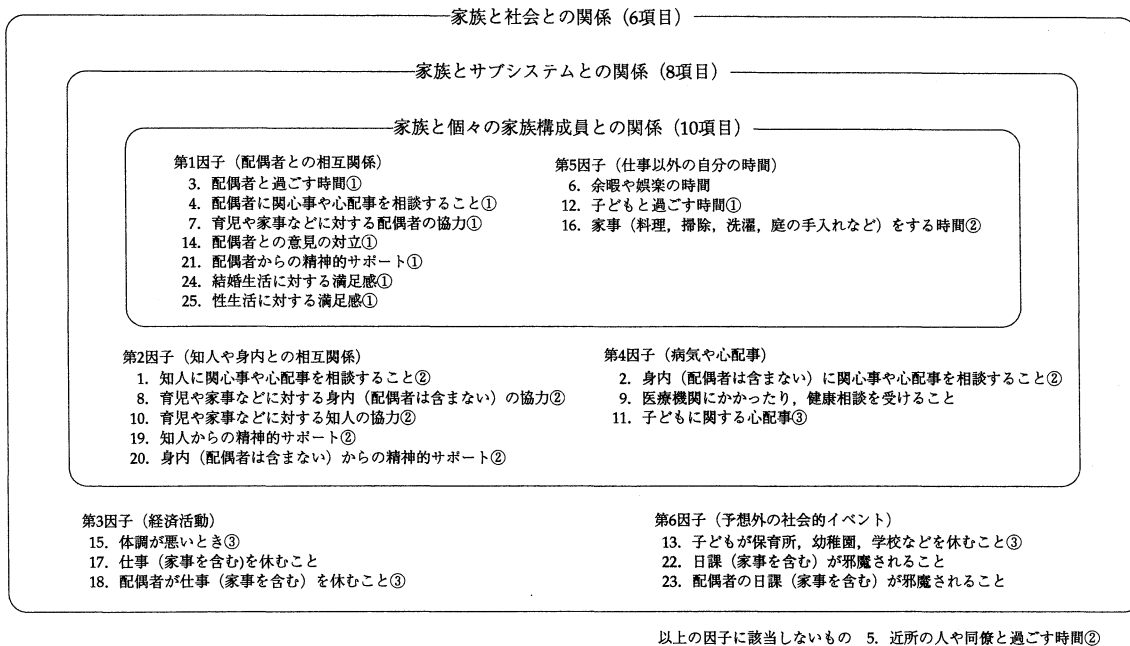 家族と社会との関係（6項目）
家族とサブシステムとの関係（8項目）
家族と個々の家族構成員との関係（10項目）
第1因子（配偶者との相互関係）
3．配偶者と過ごす時間①
4．配偶者に関心事や心配事を相談すること①
7．育児や家事などに対する配偶者の協力①
14．配偶者との意見の対立①
21．配偶者からの精神的サポート①
24．結婚生活に対する満足感①
25．性生活に対する満足感①
第5因子（仕事以外の自分の時間）
6．余暇や娯楽の時間
12．子どもと過ごす時間①
16．家事（料理，掃除，洗濯，庭の手入れなど）をする時間②
第2因子（知人や身内との相互関係）
1．知人に関心事や心配事を相談すること②
8．育児や家事などに対する身内（配偶者は含まない）の協力②
10．育児や家事などに対する知人の協力②
19．知人からの精神的サポート②
20．身内（配偶者は含まない）からの精神的サポート②
第4因子（病気や心配事）
2．身内（配偶者は含まない）に関心事や心配事を相談すること②
9．医療機関にかかったり，健康相談を受けること
11．子どもに関する心配事③
第3因子（経済活動）
15．体調が悪いとき③
17．仕事（家事を含む)を休むこと
18．配偶者が仕事（家事を含む）を休むこと③
第6因子（予想外の社会的イベント）
13．子どもが保育所，幼稚園，学校などを休むこと③
22．日課（家事を含む）が邪魔されること
23．配偶者の日課（家事を含む）が邪魔されること
以上の因子に該当しないもの　5．近所の人や同僚と過ごす時間②